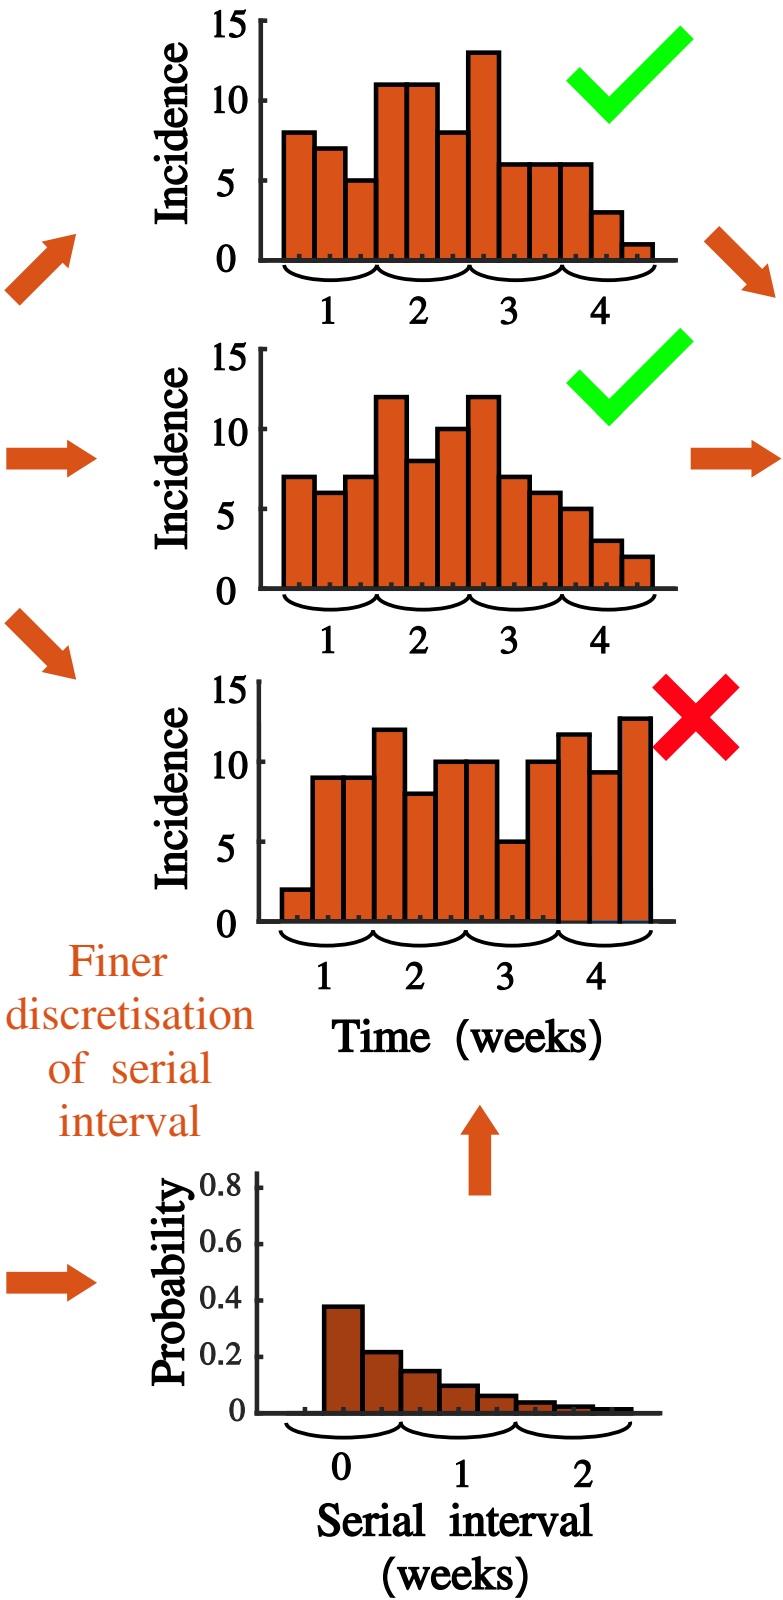 15
10
5
0
Incidence
1 2 3 4
15
10
5
0
Incidence
1 2 3 4
15
10
5
0
Incidence
1 2 3 4
Time (weeks)
Finer
discretisation
of serial
interval
0.8
0.6
0.4
0.2
0
Probability
0 1 2
Serial interval
(weeks)